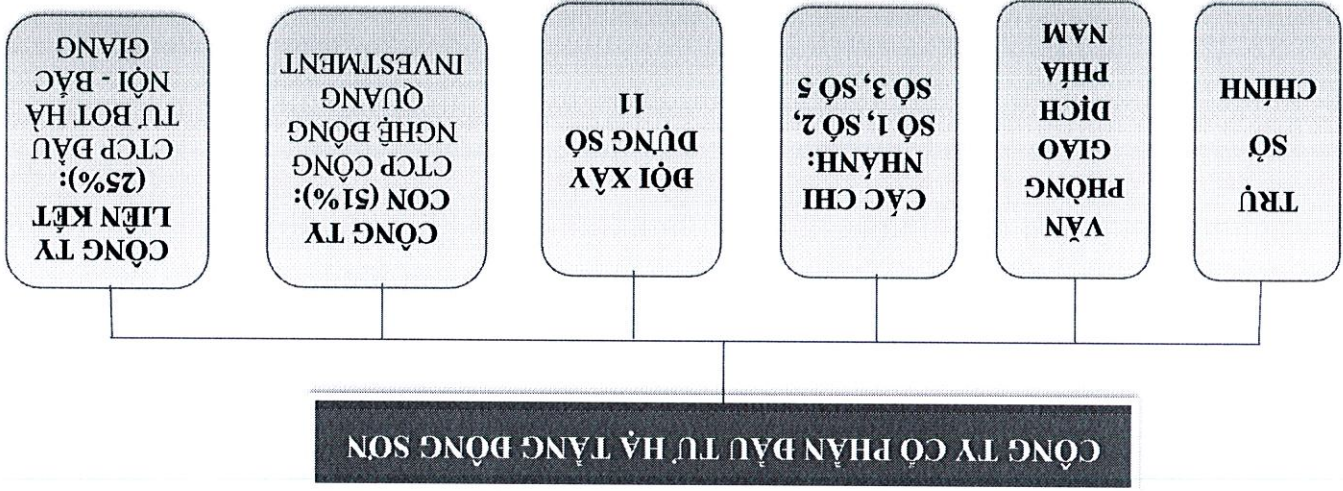 CÔNG TY CỔ PHẦN ĐẦU TƯ HẠ TẦNG ĐÔNG SƠN
TRỤ
SỞ
CHÍNH
VĂN
PHÒNG
GIAO
DỊCH
PHÍA
NAM
CÁC CHI
NHÁNH:
SỐ 1, SỐ 2,
SỐ 3, SỐ 5
ĐỘI XÂY
DỰNG SỐ
11
CÔNG TY
CON (51%):
CTCP CÔNG
NGHỆ ĐÔNG
QUANG
INVESTMENT
CÔNG TY
LIÊN KẾT
(25%):
CTCP ĐẦU
TƯ BOT HÀ
NỘI - BẮC
GIANG